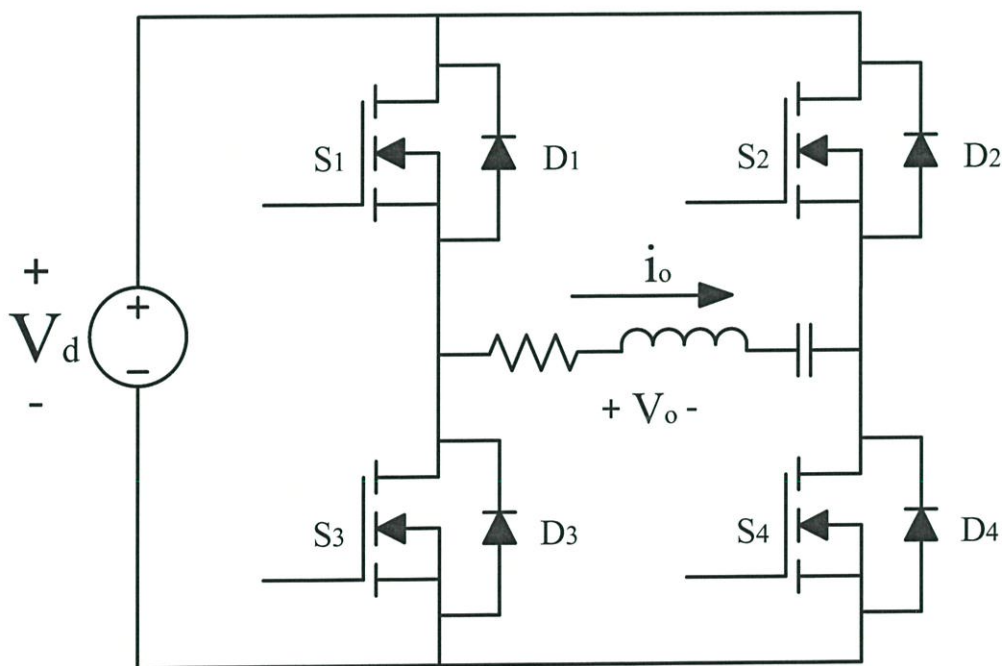 S1
D1
S2
D2
+
Vd
-
+
-
io
+ Vo -
S3
D3
S4
D4